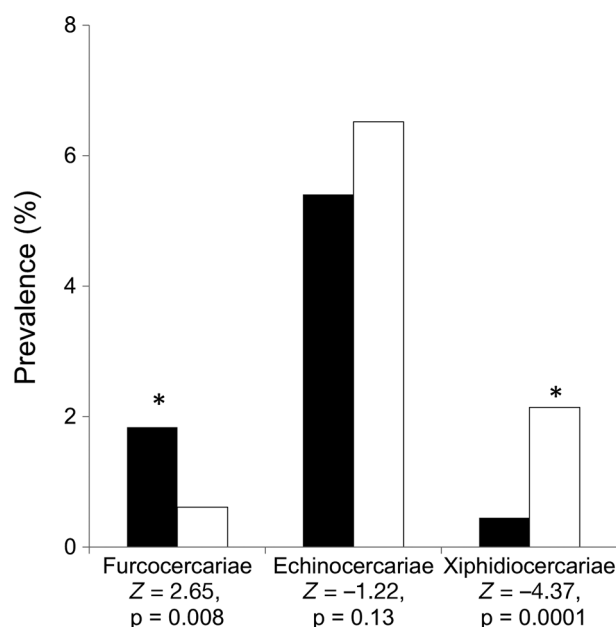 8
6
4
2
0
Prevalence (%)
*
*
Furcocercariae
Z = 2.65,
p = 0.008
Echinocercariae
Z = −1.22,
p = 0.13
Xiphidiocercariae
Z = −4.37,
p = 0.0001